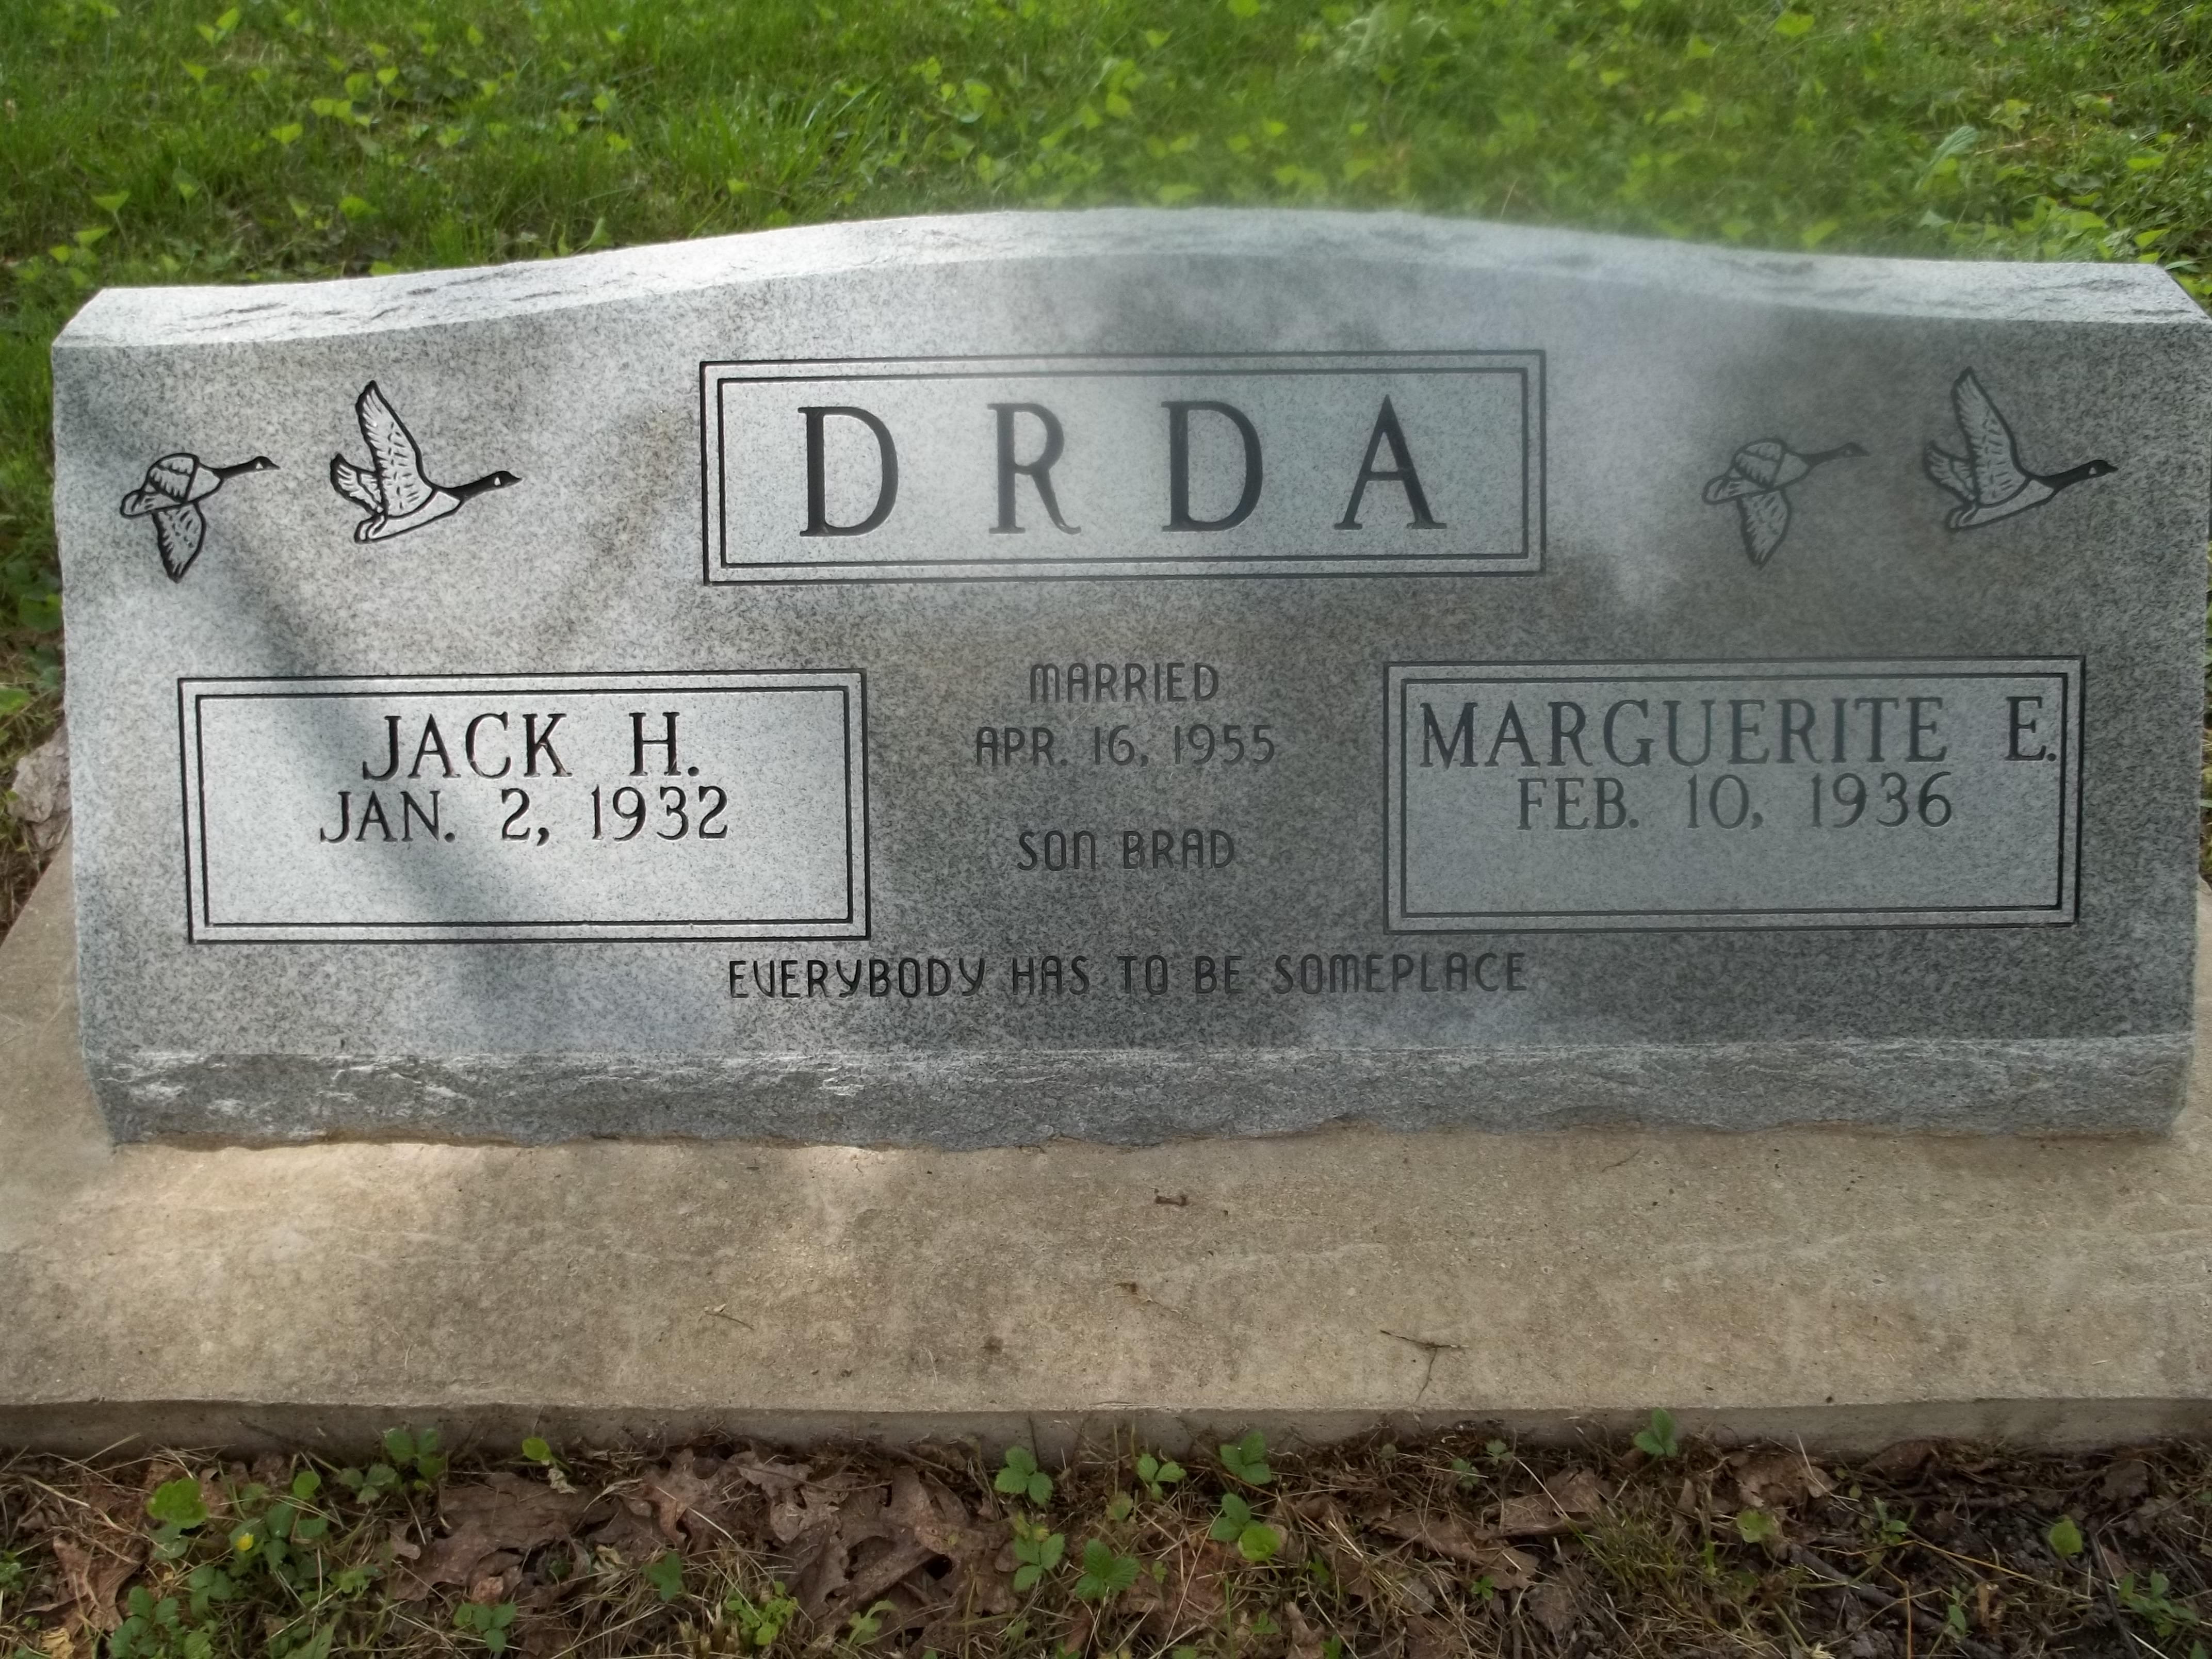 DRDA
JACK H.
JAN. 2, 1932
MARRIED
APR. 16, 1955
SON BRAD
MARGUERITE E.
FEB. 10, 1936
EVERYBODY HAS TO BE SOMEPLACE